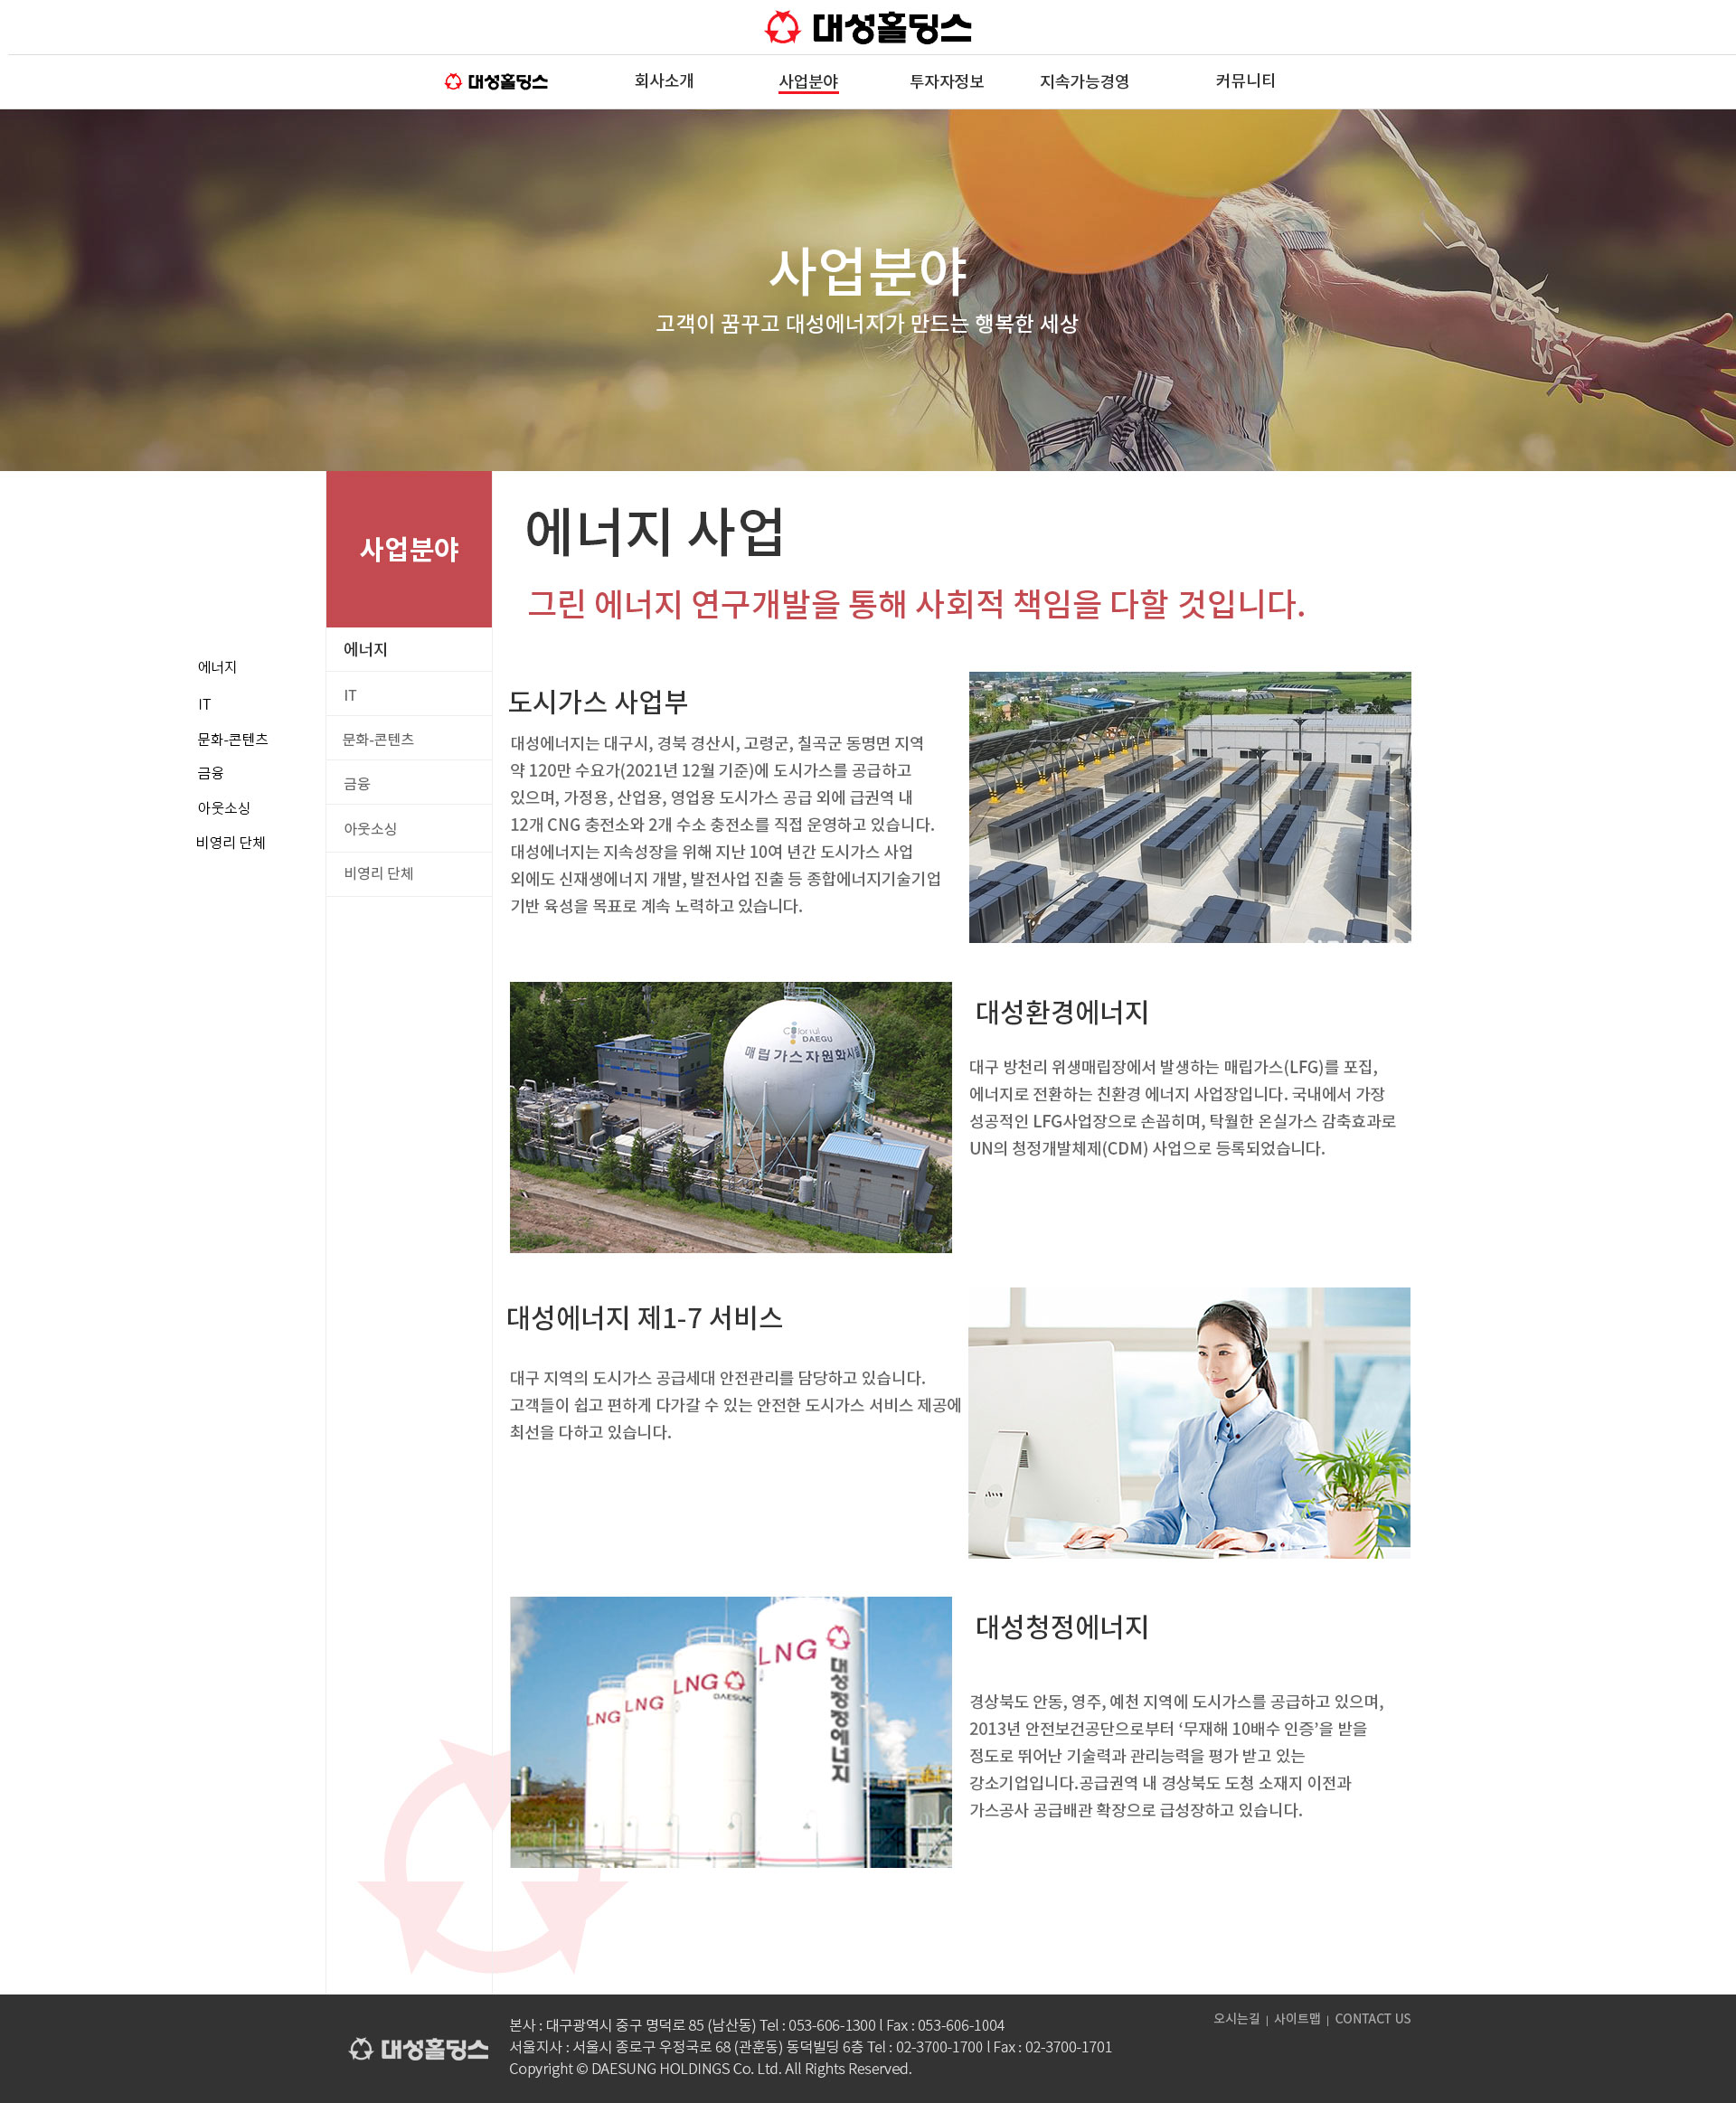 대성홀딩스
대성홀딩스
회사소개
사업분야
투자자정보
지속가능경영
커뮤니티
사업분야
고객이 꿈꾸고 대성에너지가 만드는 행복한 세상
사업분야
에너지
IT
문화-콘텐츠
금융
아웃소싱
비영리 단체
에너지
IT
문화-콘텐츠
금융
아웃소싱
비영리 단체
에너지 사업
그린 에너지 연구개발을 통해 사회적 책임을 다할 것입니다.
도시가스 사업부
대성에너지는 대구시, 경북 경산시, 고령군, 칠곡군 동명면 지역
약 120만 수요가(2021년 12월 기준)에 도시가스를 공급하고
있으며, 가정용, 산업용, 영업용 도시가스 공급 외에 급권역 내
12개 CNG 충전소와 2개 수소 충전소를 직접 운영하고 있습니다.
대성에너지는 지속성장을 위해 지난 10여 년간 도시가스 사업
외에도 신재생에너지 개발, 발전사업 진출 등 종합에너지기술기업
기반 육성을 목표로 계속 노력하고 있습니다.
Colorful
DAEGU
매립가스자원화시설
대성환경에너지
대구 방천리 위생매립장에서 발생하는 매립가스(LFG)를 포집,
에너지로 전환하는 친환경 에너지 사업장입니다. 국내에서 가장
성공적인 LFG사업장으로 손꼽히며, 탁월한 온실가스 감축효과로
UN의 청정개발체제(CDM) 사업으로 등록되었습니다.
대성에너지 제1-7 서비스
대구 지역의 도시가스 공급세대 안전관리를 담당하고 있습니다.
고객들이 쉽고 편하게 다가갈 수 있는 안전한 도시가스 서비스 제공에
최선을 다하고 있습니다.
LNG
LNG
LNG
DAESUNG
LNG
대성청정에너지
대성청정에너지
경상북도 안동, 영주, 예천 지역에 도시가스를 공급하고 있으며,
2013년 안전보건공단으로부터 ‘무재해 10배수 인증’을 받을
정도로 뛰어난 기술력과 관리능력을 평가 받고 있는
강소기업입니다.공급권역 내 경상북도 도청 소재지 이전과
가스공사 공급배관 확장으로 급성장하고 있습니다.
대성홀딩스
본사 : 대구광역시 중구 명덕로 85 (남산동) Tel : 053-606-1300 l Fax : 053-606-1004
서울지사 : 서울시 종로구 우정국로 68 (관훈동) 동덕빌딩 6층 Tel : 02-3700-1700 l Fax : 02-3700-1701
Copyright © DAESUNG HOLDINGS Co. Ltd. All Rights Reserved.
오시는길 | 사이트맵 | CONTACT US